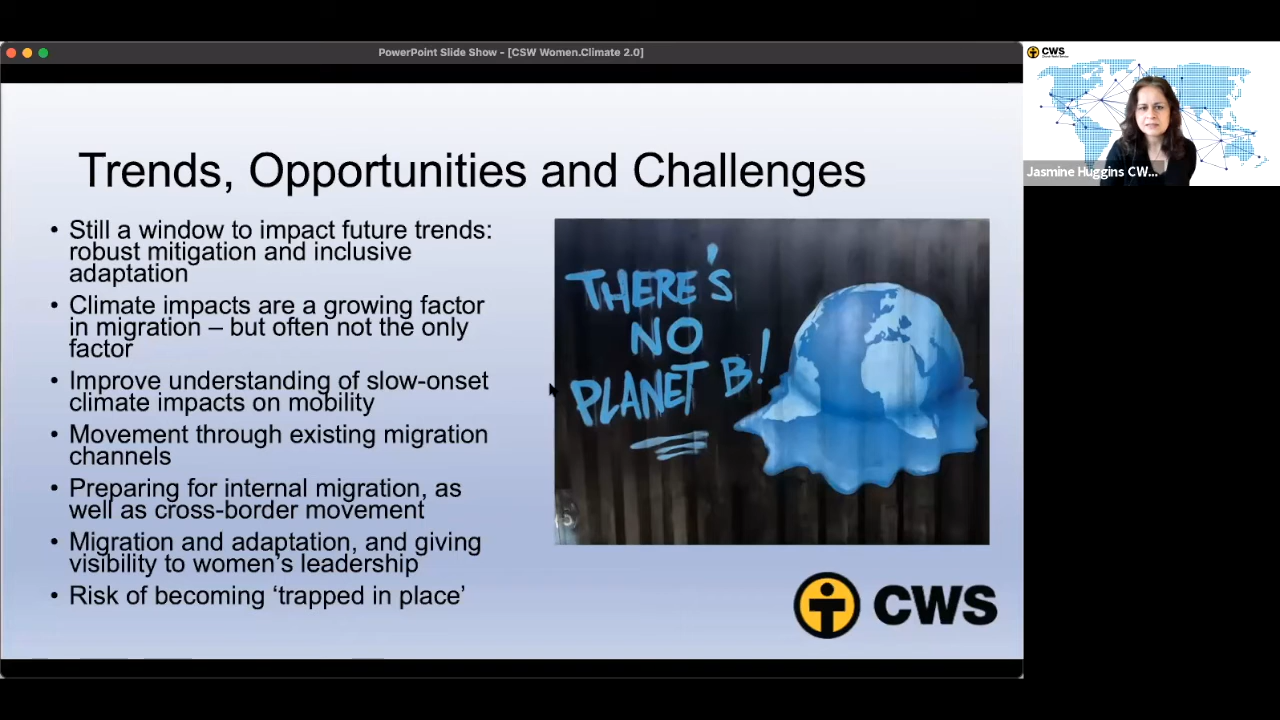 PowerPoint Slide Show - [CSW Women.Climate 2.0]
Trends, Opportunities and Challenges
• Still a window to impact future trends:
robust mitigation and inclusive
adaptation
• Climate impacts are a growing factor
in migration – but often not the only
factor
• Improve understanding of slow-onset
climate impacts on mobility
• Movement through existing migration
channels
• Preparing for internal migration, as
well as cross-border movement
• Migration and adaptation, and giving
visibility to women’s leadership
• Risk of becoming ‘trapped in place’
THERE'S
NO
PLANET B!
CWS
CWS
Jasmine Huggins CW...